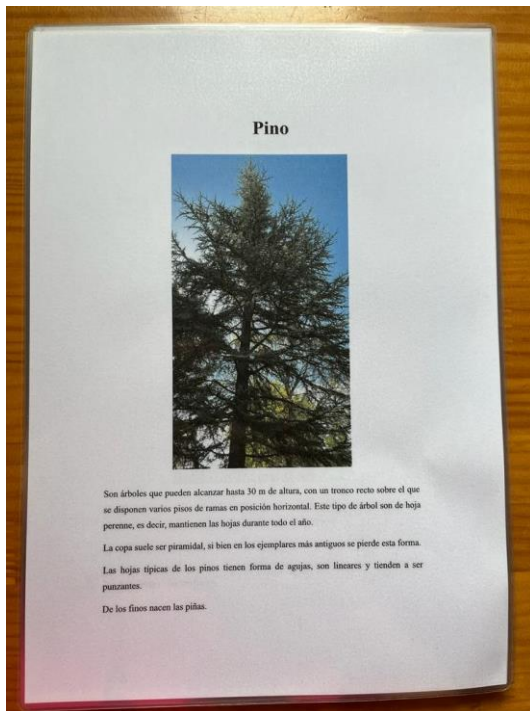 Pino
Son árboles que pueden alcanzar hasta 30 m de altura, con un tronco recto sobre el que
se disponen varios pisos de ramas en posición horizontal. Este tipo de árbol son de hoja
perenne, es decir, mantienen las hojas durante todo el año.
La copa suele ser piramidal, si bien en los ejemplares más antiguos se pierde esta forma.
Las hojas típicas de los pinos tienen forma de agujas, son lineares y tienden a ser
punzantes.
De los finos nacen las piñas.